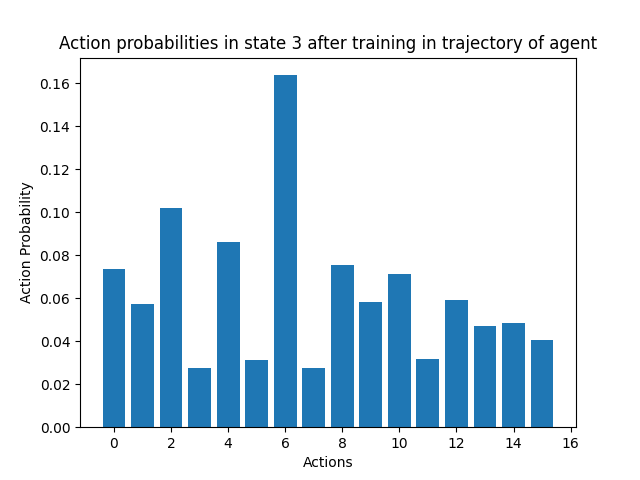 Action probabilities in state 3 after training in trajectory of agent
0.16
0.14
0.12
0.10
0.08
0.06
0.04
0.02
0.00
Action Probability
0 2 4 6 8 10 12 14 16
Actions